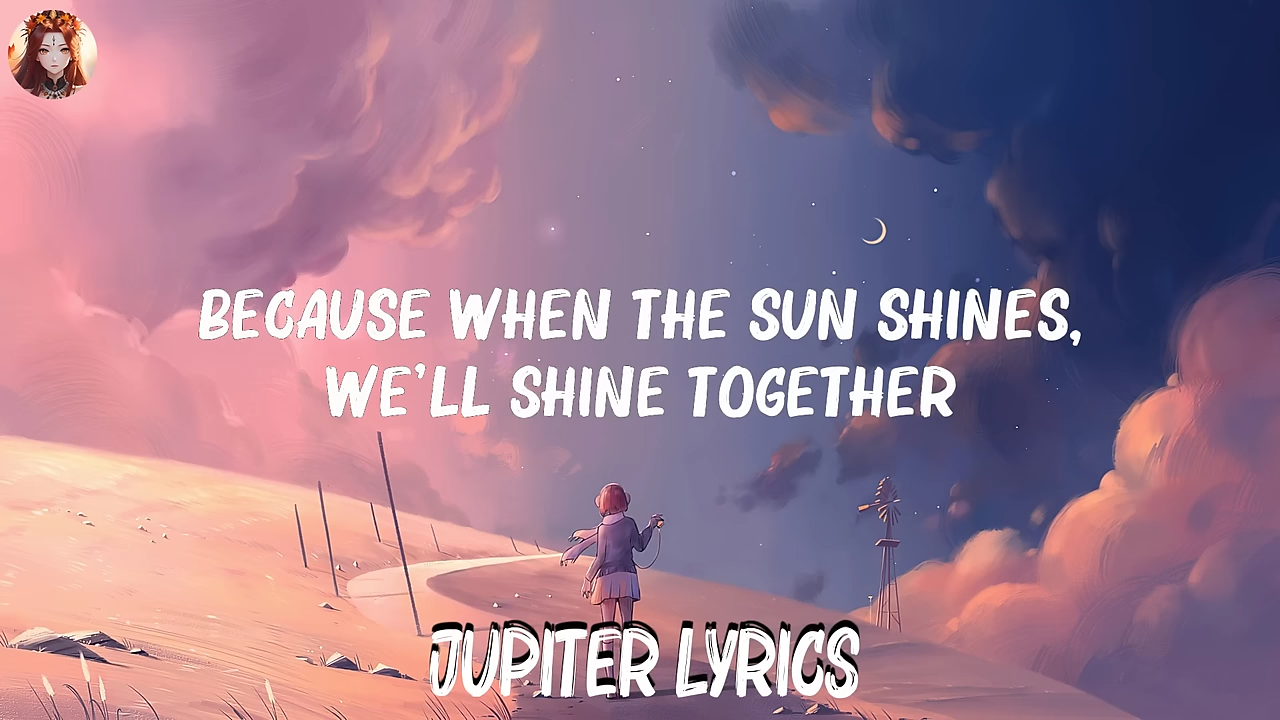 BECAUSE WHEN THE SUN SHINES,
WE'LL SHINE TOGETHER
JUPITER LYRICS